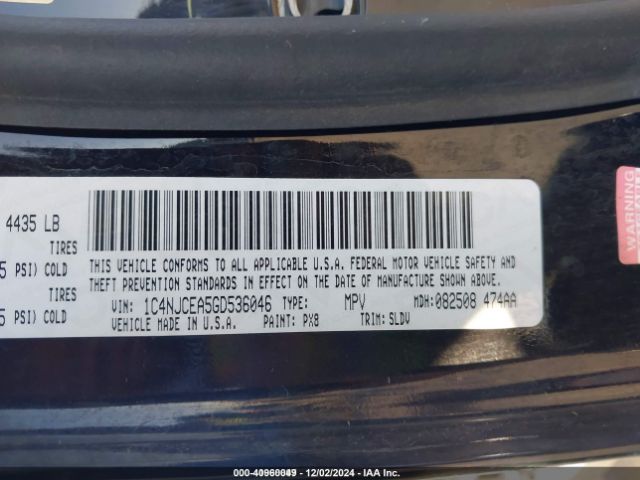 4435 LB
TIRES
5 PSI) COLD
TIRES
5 PSI) COLD
THIS VEHICLE CONFORMS TO ALL APPLICABLE U.S.A. FEDERAL MOTOR VEHICLE SAFETY AND
THEFT PREVENTION STANDARDS IN EFFECT ON THE DATE OF MANUFACTURE SHOWN ABOVE.
VIN: 1C4NJCEA5GD536046 TYPE: MPV MDH: 082508 474AA
VEHICLE MADE IN U.S.A. PAINT: PX8 TRIM: SLDV
WARNING
000-40960049 - 12/02/2024 - IAA Inc.